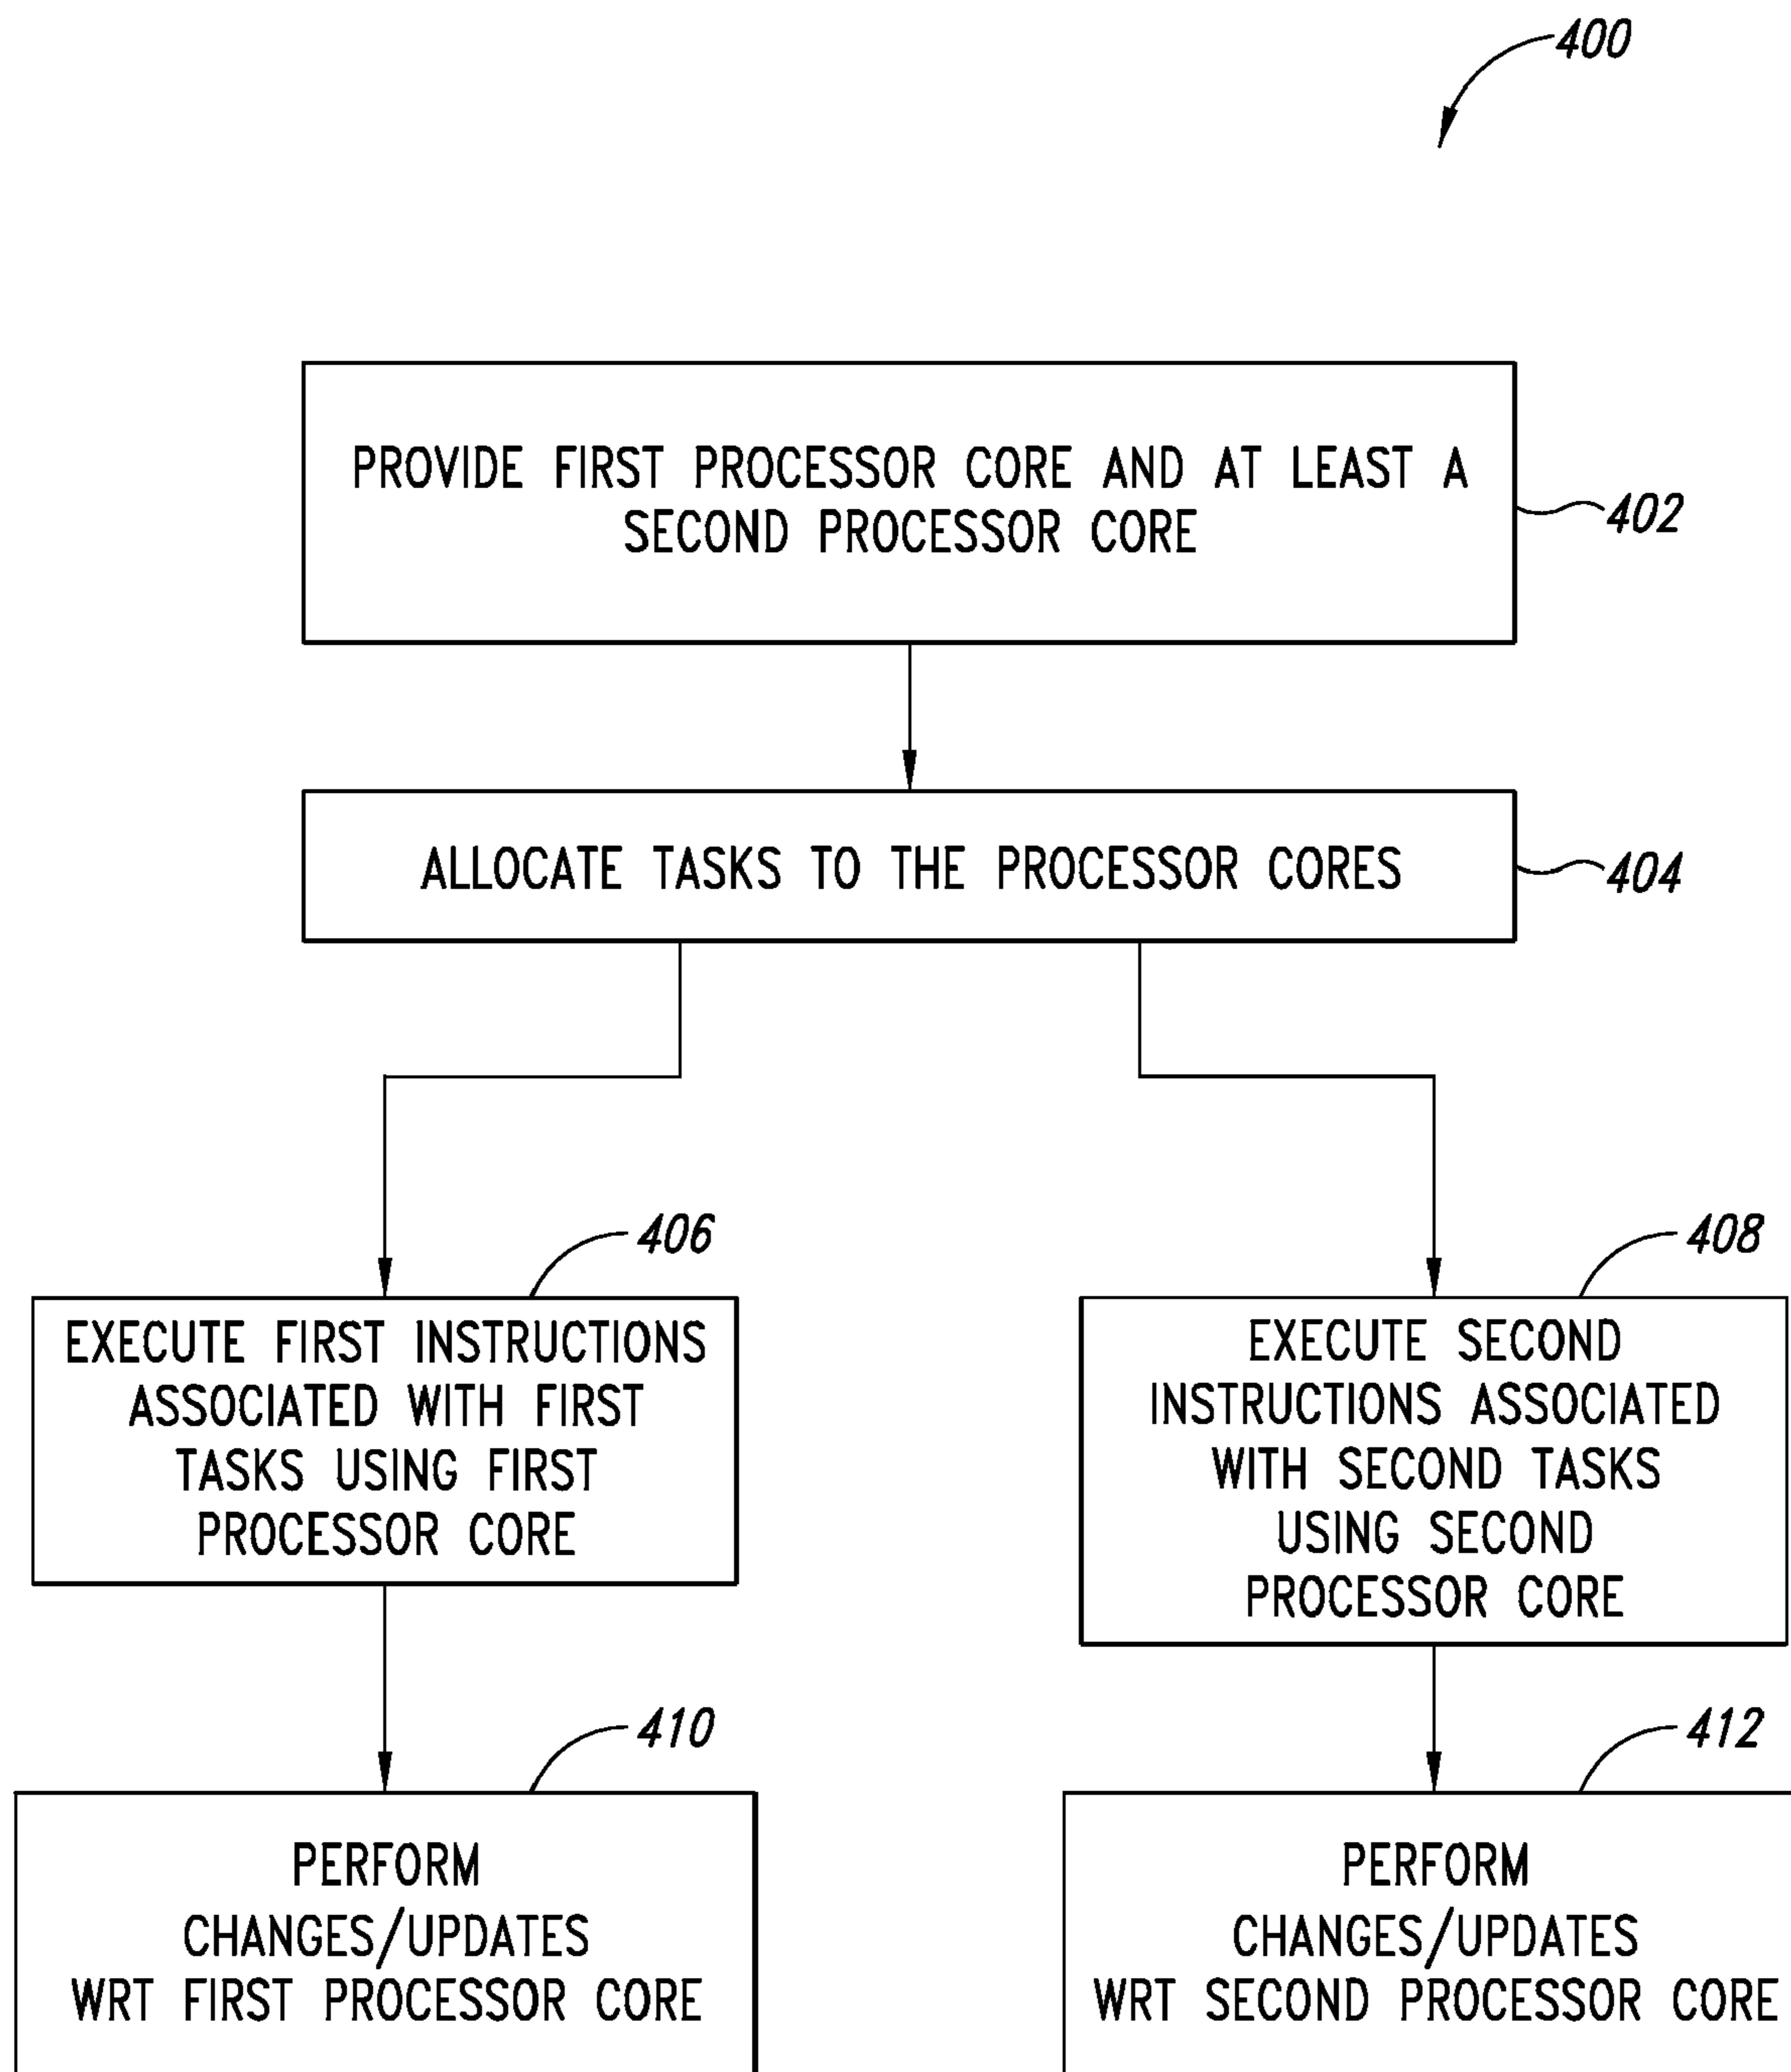 400
PROVIDE FIRST PROCESSOR CORE AND AT LEAST A
SECOND PROCESSOR CORE
402
ALLOCATE TASKS TO THE PROCESSOR CORES
404
406
EXECUTE FIRST INSTRUCTIONS
ASSOCIATED WITH FIRST
TASKS USING FIRST
PROCESSOR CORE
408
EXECUTE SECOND
INSTRUCTIONS ASSOCIATED
WITH SECOND TASKS
USING SECOND
PROCESSOR CORE
410
PERFORM
CHANGES/UPDATES
WRT FIRST PROCESSOR CORE
412
PERFORM
CHANGES/UPDATES
WRT SECOND PROCESSOR CORE